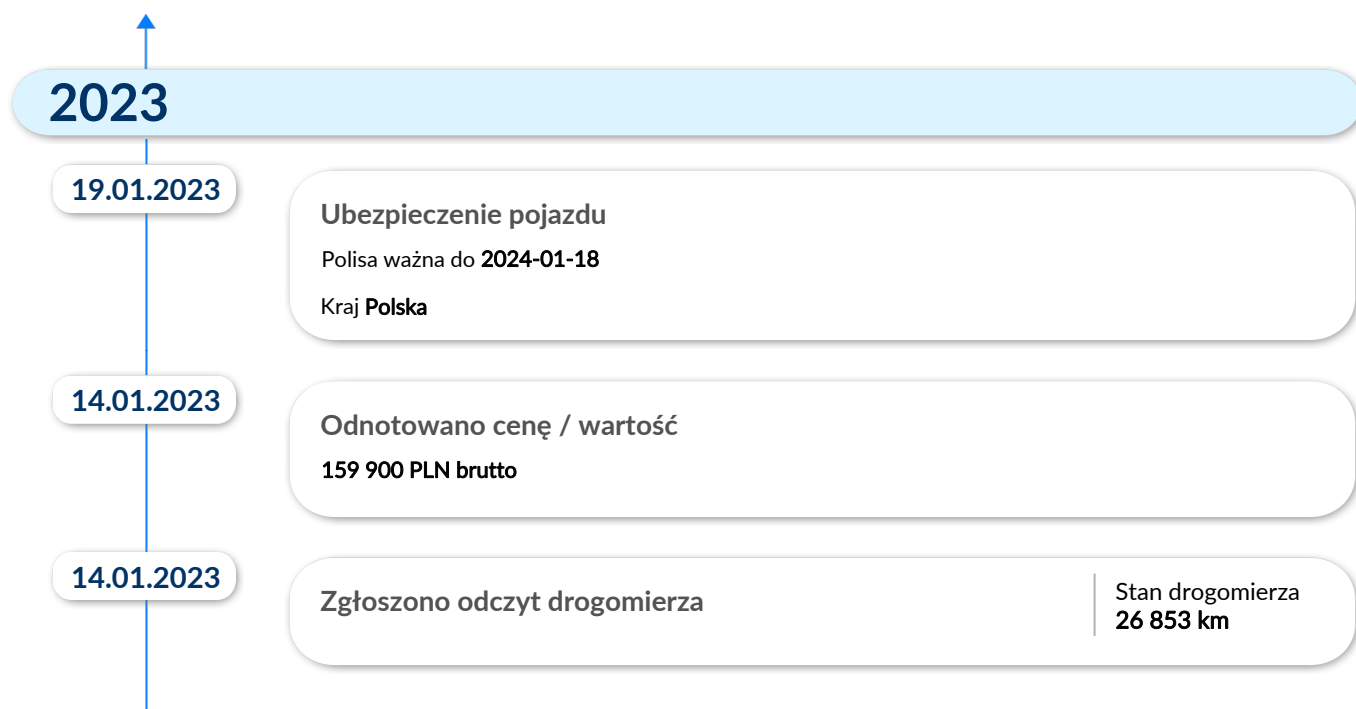 2023
19.01.2023
Ubezpieczenie pojazdu
Polisa ważna do 2024-01-18
Kraj Polska
14.01.2023
Odnotowano cenę / wartość
159 900 PLN brutto
14.01.2023
Zgłoszono odczyt drogomierza
Stan drogomierza
26 853 km